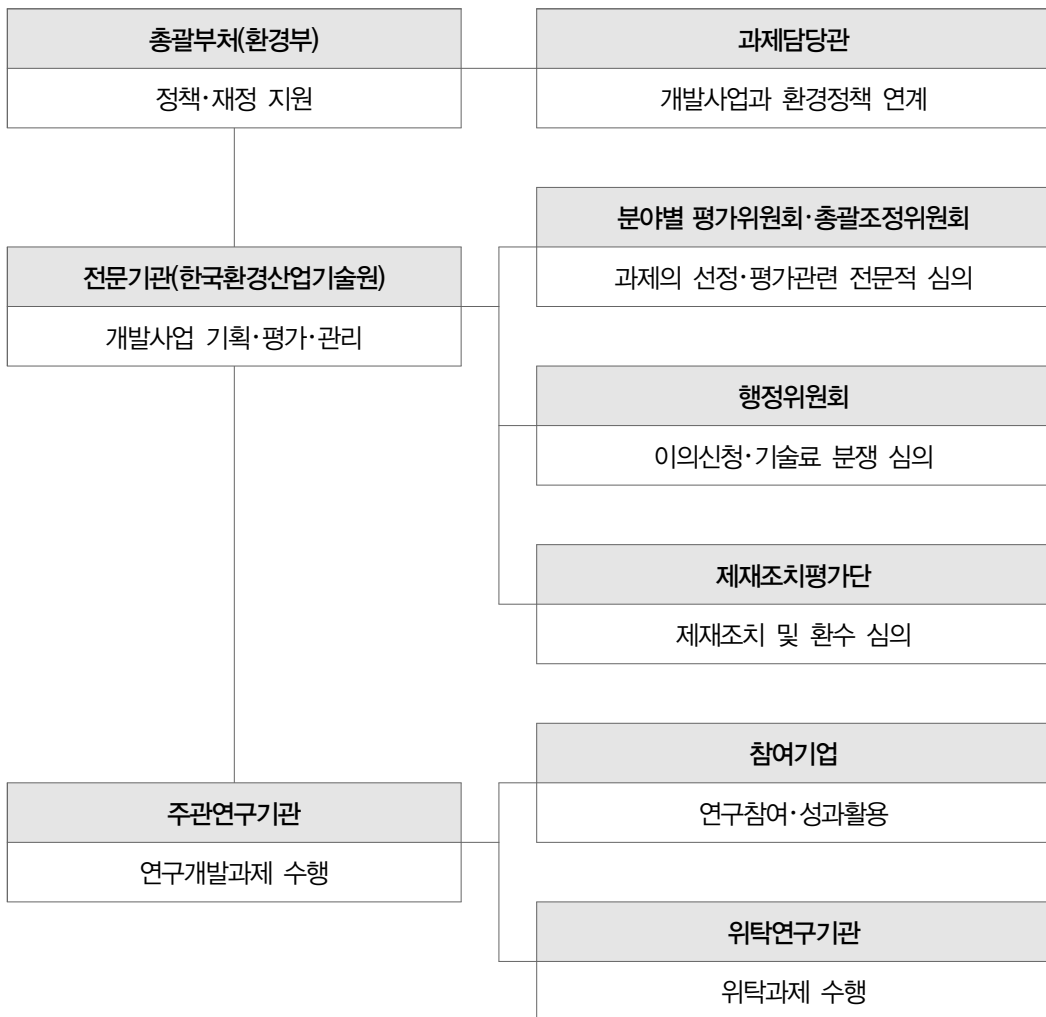 총괄부처(환경부)
정책·재정 지원
과제담당관
개발사업과 환경정책 연계
분야별 평가위원회·총괄조정위원회
과제의 선정·평가관련 전문적 심의
전문기관(한국환경산업기술원)
개발사업 기획·평가·관리
행정위원회
이의신청·기술료 분쟁 심의
제재조치평가단
제재조치 및 환수 심의
참여기업
연구참여·성과활용
주관연구기관
연구개발과제 수행
위탁연구기관
위탁과제 수행